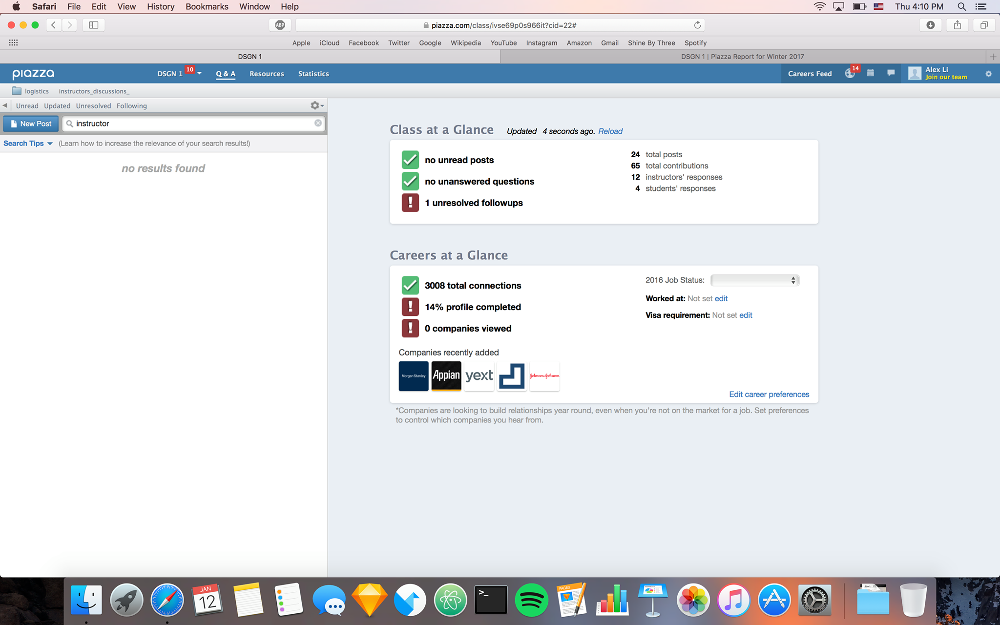 Safari File Edit View History Bookmarks Window Help Thu 4:10 PM
ABP piazza.com/class/ivse69p0s966it?cid=22#
Apple iCloud Facebook Twitter Google Wikipedia YouTube Instagram Amazon Gmail Shine By Three Spotify
DSGN 1 DSGN 1 | Piazza Report for Winter 2017
piazza DSGN 1 10 Q & A Resources Statistics Careers Feed 14 Alex Li
Join our team
logistics instructors_discussions_
Unread Updated Unresolved Following
New Post instructor
Search Tips (Learn how to increase the relevance of your search results!)
no results found
Class at a Glance Updated 4 seconds ago. Reload
no unread posts
no unanswered questions
1 unresolved followups
24 total posts
65 total contributions
12 instructors' responses
4 students' responses
Careers at a Glance
3008 total connections
14% profile completed
0 companies viewed
2016 Job Status:
Worked at: Not set edit
Visa requirement: Not set edit
Companies recently added
Morgan Stanley Appian yext Johnson & Johnson
Edit career preferences
*Companies are looking to build relationships year round, even when you're not on the market for a job. Set preferences
to control which companies you hear from.
JAN
12
>_
PAGES
KEYNOTE
Alex Li